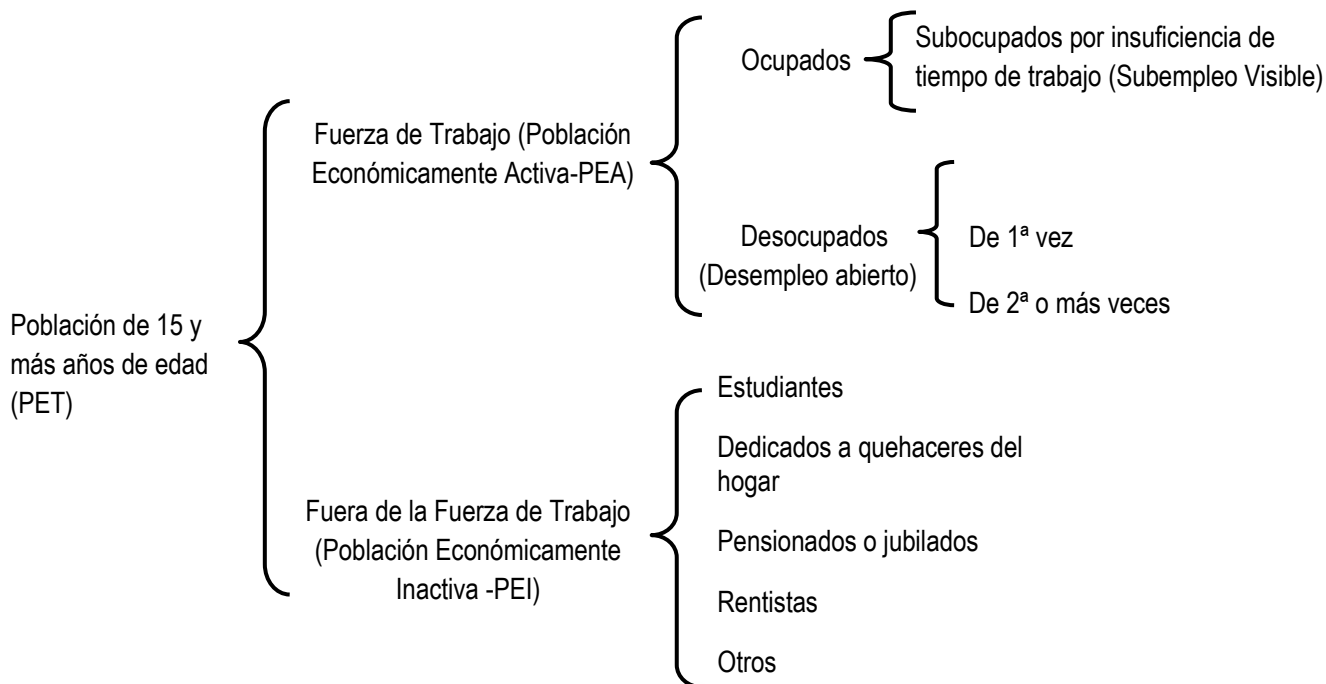 Población de 15 y
más años de edad
(PET)
Fuerza de Trabajo (Población
Económicamente Activa-PEA)
Ocupados
Subocupados por insuficiencia de
tiempo de trabajo (Subempleo Visible)
Desocupados
(Desempleo abierto)
De 1ª vez
De 2ª o más veces
Fuera de la Fuerza de Trabajo
(Población Económicamente
Inactiva -PEI)
Estudiantes
Dedicados a quehaceres del
hogar
Pensionados o jubilados
Rentistas
Otros